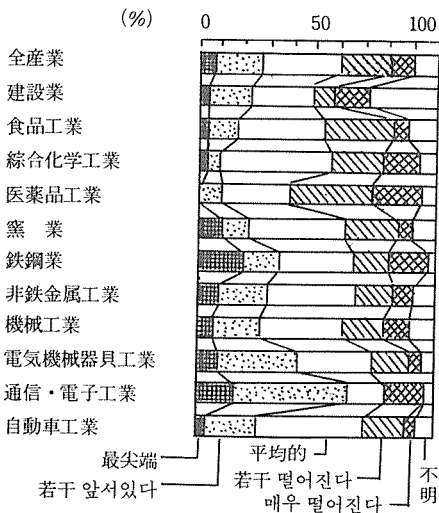 (%) 0 50 100
全産業
建設業
食品工業
綜合化学工業
医薬品工業
窯 業
鉄鋼業
非鉄金属工業
機械工業
電気機械器具工業
通信・電子工業
自動車工業
最尖端 平均的 不明
若干 앞서있다 若干 떨어진다
매우 떨어진다